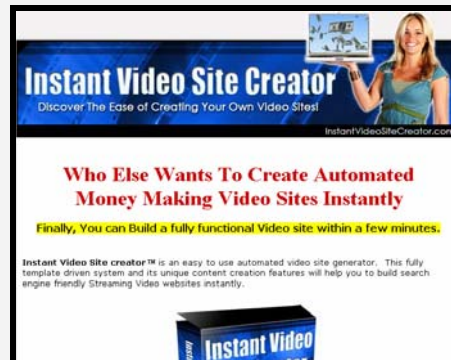 Instant Video Site Creator
Discover The Ease of Creating Your Own Video Sites!
InstantVideoSiteCreator.com
Who Else Wants To Create Automated
Money Making Video Sites Instantly
Finally, You can Build a fully functional Video site within a few minutes.
Instant Video Site creator™ is an easy to use automated video site generator. This fully
template driven system and its unique content creation features will help you to build search
engine friendly Streaming Video websites instantly.
Instant Video